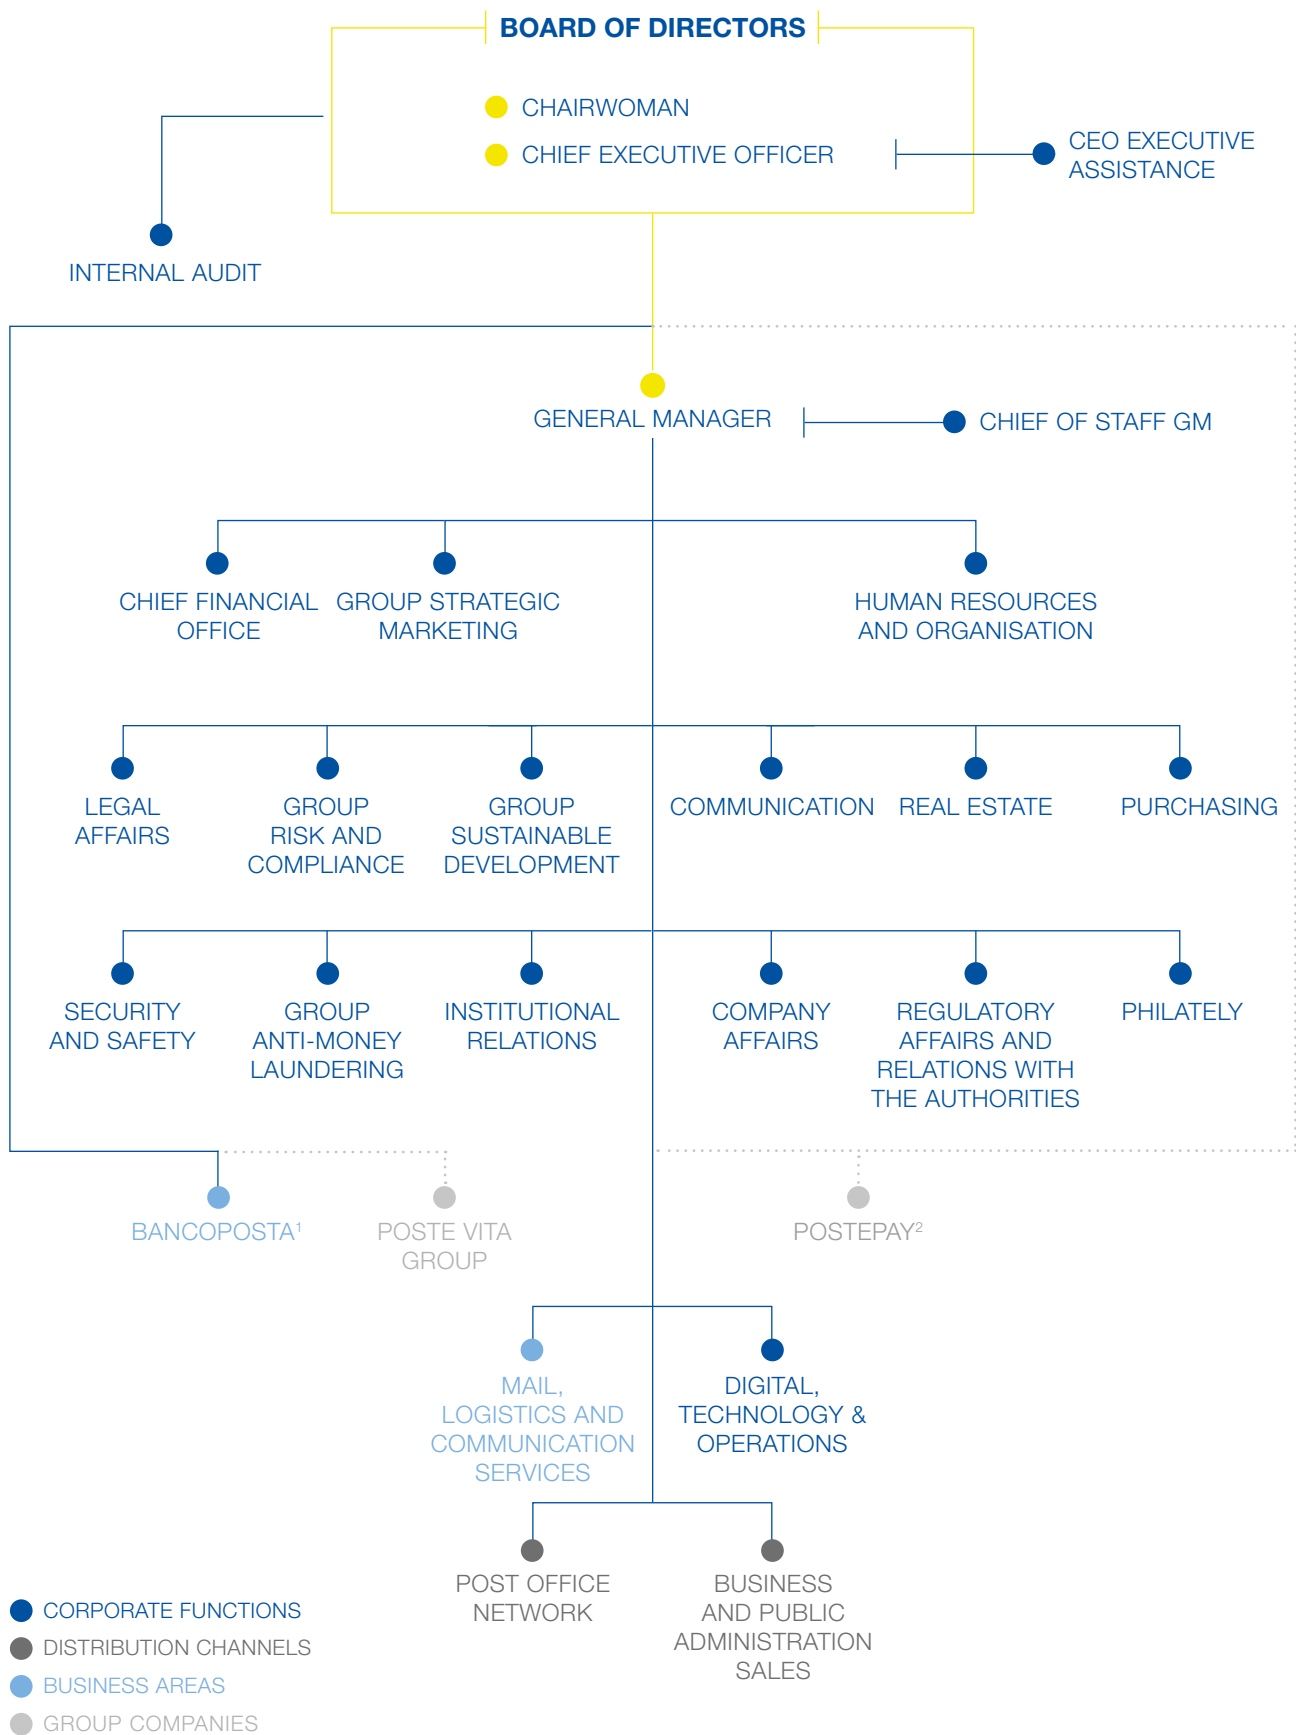 BOARD OF DIRECTORS
CHAIRWOMAN
CHIEF EXECUTIVE OFFICER
CEO EXECUTIVE
ASSISTANCE
INTERNAL AUDIT
GENERAL MANAGER
CHIEF OF STAFF GM
CHIEF FINANCIAL
OFFICE
GROUP STRATEGIC
MARKETING
HUMAN RESOURCES
AND ORGANISATION
LEGAL
AFFAIRS
GROUP
RISK AND
COMPLIANCE
GROUP
SUSTAINABLE
DEVELOPMENT
COMMUNICATION
REAL ESTATE
PURCHASING
SECURITY
AND SAFETY
GROUP
ANTI-MONEY
LAUNDERING
INSTITUTIONAL
RELATIONS
COMPANY
AFFAIRS
REGULATORY
AFFAIRS AND
RELATIONS WITH
THE AUTHORITIES
PHILATELY
BANCOPOSTA¹
POSTE VITA
GROUP
POSTEPAY²
MAIL,
LOGISTICS AND
COMMUNICATION
SERVICES
DIGITAL,
TECHNOLOGY &
OPERATIONS
POST OFFICE
NETWORK
BUSINESS
AND PUBLIC
ADMINISTRATION
SALES
CORPORATE FUNCTIONS
DISTRIBUTION CHANNELS
BUSINESS AREAS
GROUP COMPANIES